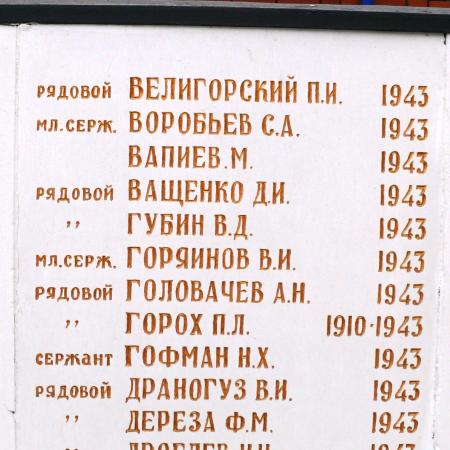 РЯДОВОЙ ВЕЛИГОРСКИЙ П.И. 1943
МЛ.СЕРЖ. ВОРОБЬЕВ С.А. 1943
ВАПИЕВ.М. 1943
РЯДОВОЙ ВАЩЕНКО Д.И. 1943
〃 ГУБИН В.Д. 1943
МЛ.СЕРЖ. ГОРЯИНОВ В.И. 1943
РЯДОВОЙ ГОЛОВАЧЕВ А.Н. 1943
〃 ГОРОХ П.Л. 1910-1943
СЕРЖАНТ ГОФМАН Н.Х. 1943
РЯДОВОЙ ДРАНОГУЗ В.И. 1943
〃 ДЕРЕЗА Ф.М. 1943
1943